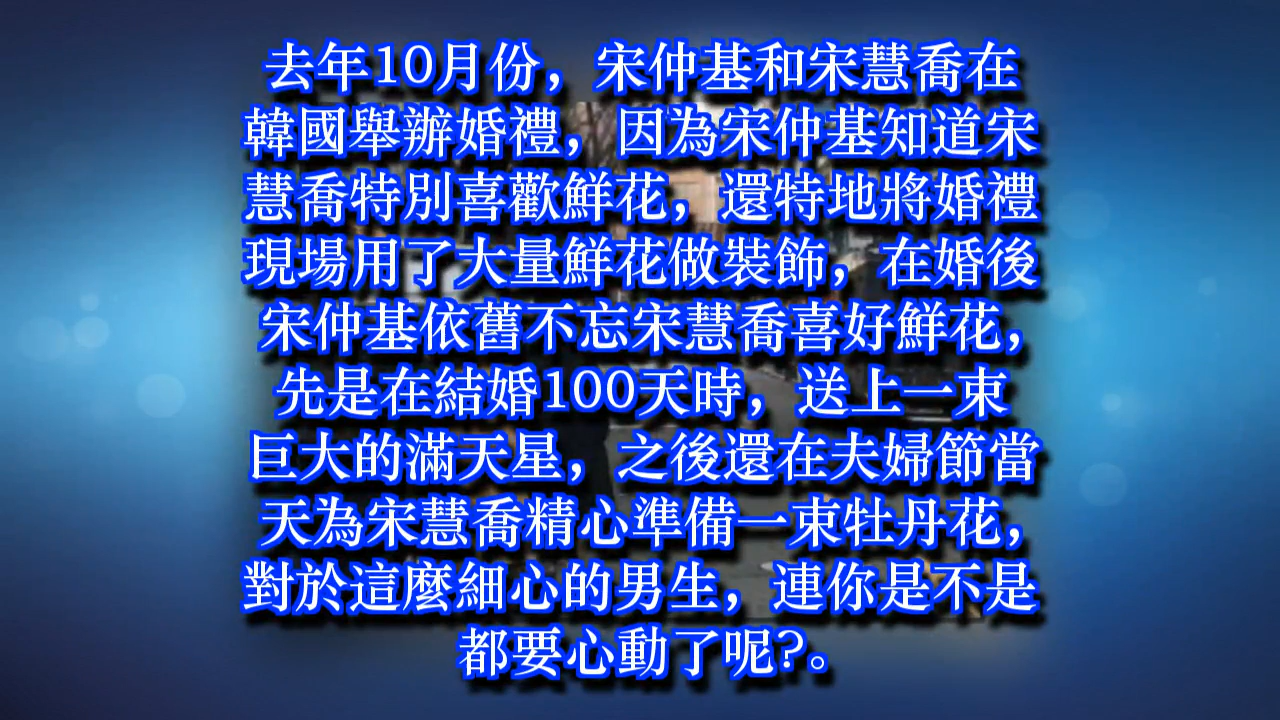 去年10月份，宋仲基和宋慧喬在
韓國舉辦婚禮，因為宋仲基知道宋
慧喬特別喜歡鮮花，還特地將婚禮
現場用了大量鮮花做裝飾，在婚後
宋仲基依舊不忘宋慧喬喜好鮮花，
先是在結婚100天時，送上一束
巨大的滿天星，之後還在夫婦節當
天為宋慧喬精心準備一束牡丹花，
對於這麼細心的男生，連你是不是
都要心動了呢?。